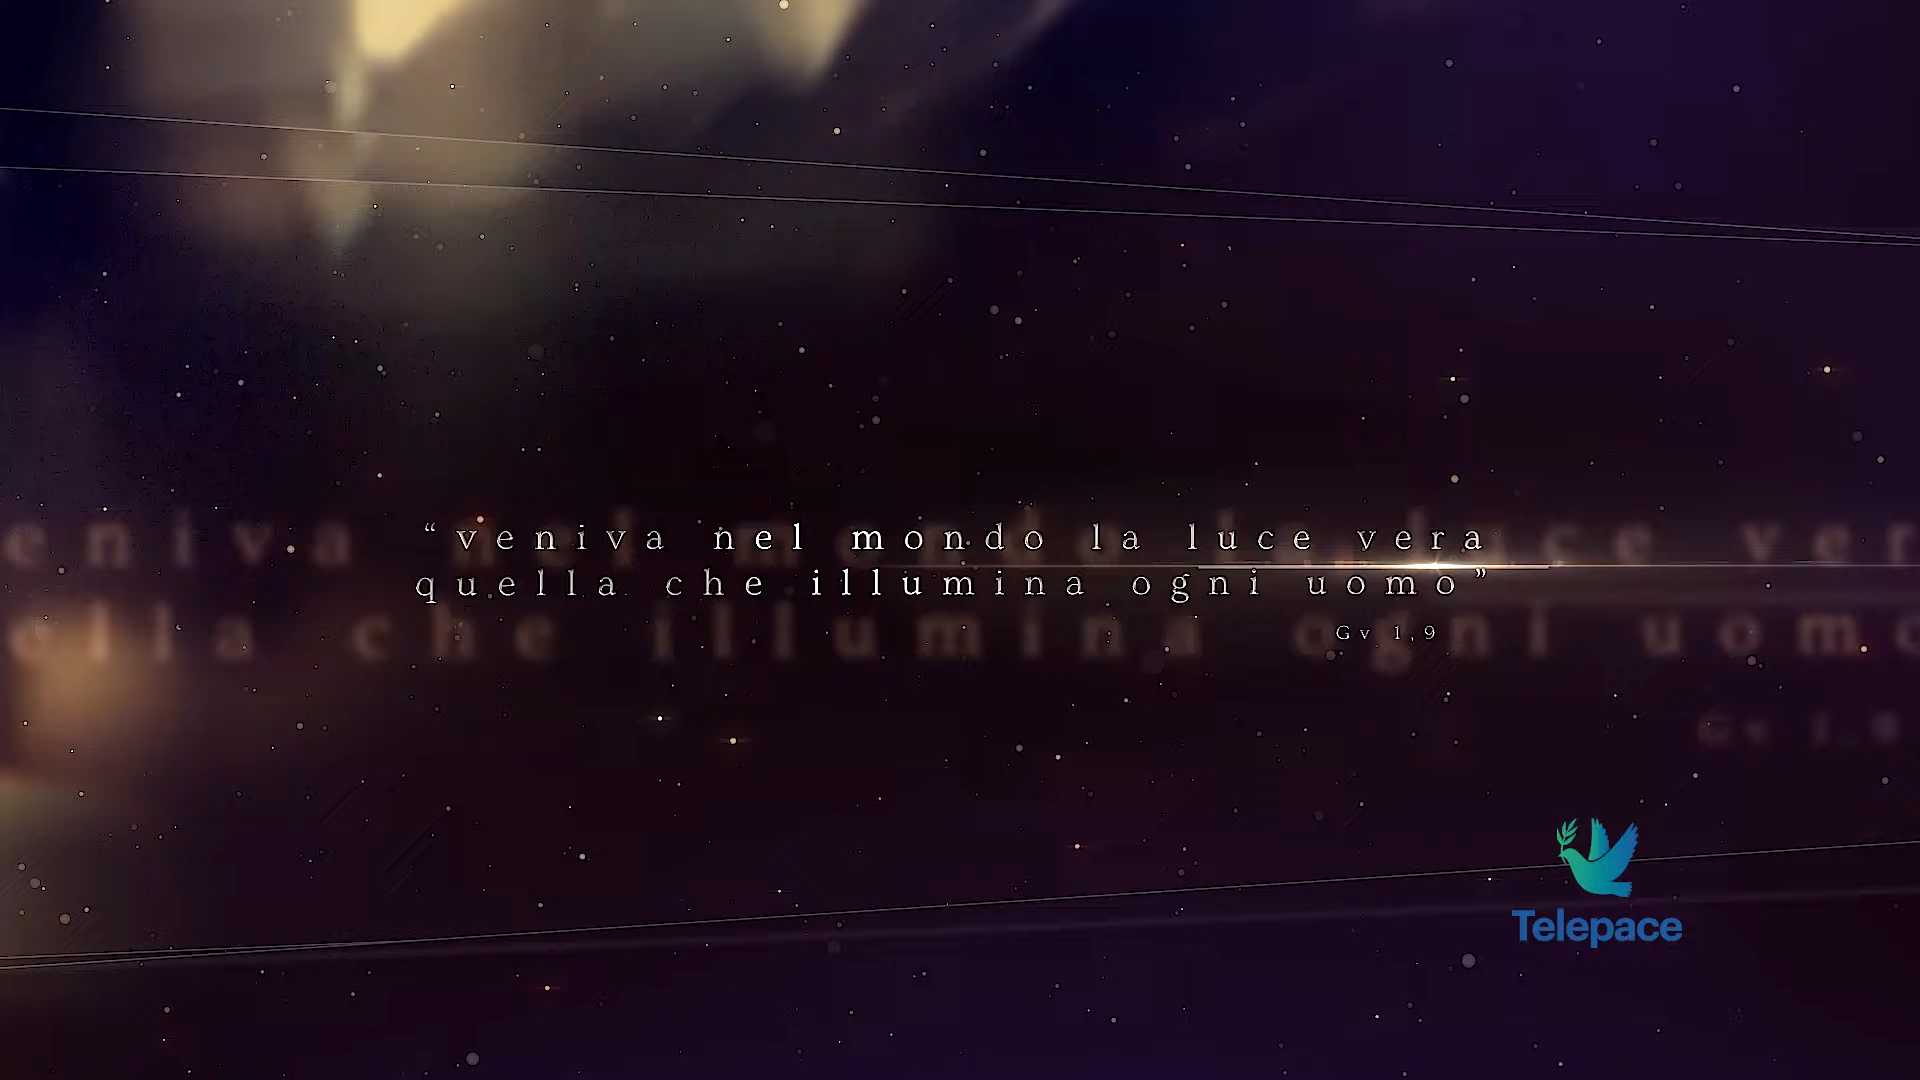 “veniva nel mondo la luce vera
quella che illumina ogni uomo”
Gv 1,9
Telepace